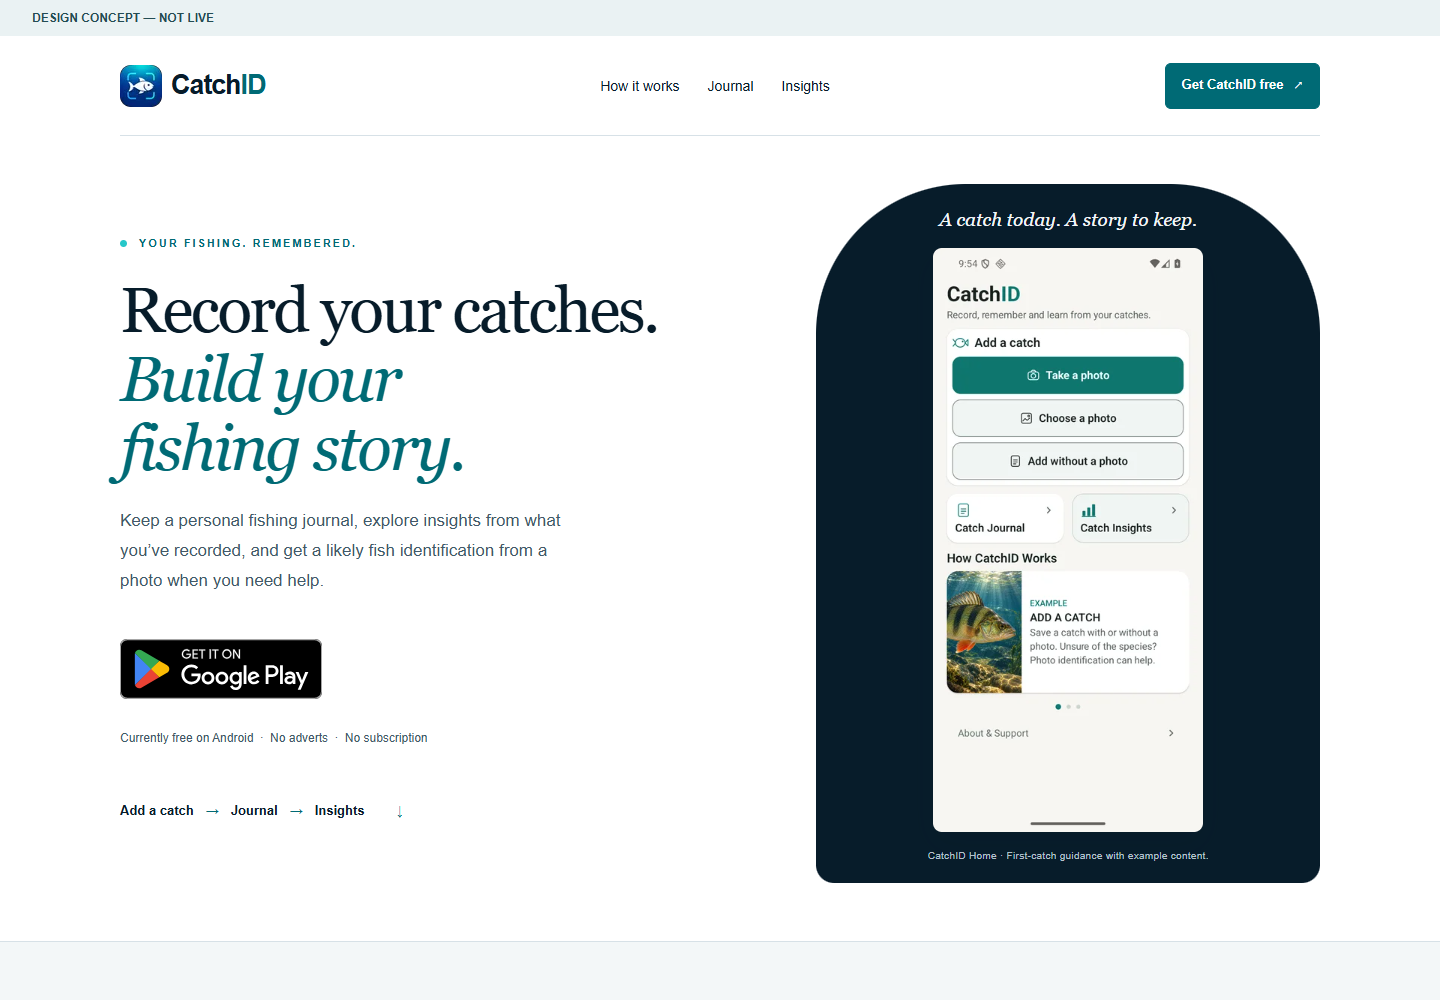 DESIGN CONCEPT — NOT LIVE
CatchID
How it works
Journal
Insights
Get CatchID free ↗
YOUR FISHING. REMEMBERED.
Record your catches.
Build your
fishing story.
Keep a personal fishing journal, explore insights from what
you’ve recorded, and get a likely fish identification from a
photo when you need help.
GET IT ON
Google Play
Currently free on Android · No adverts · No subscription
Add a catch → Journal → Insights ↓
A catch today. A story to keep.
9:54
CatchID
Record, remember and learn from your catches.
Add a catch
Take a photo
Choose a photo
Add without a photo
Catch Journal
Catch Insights
How CatchID Works
EXAMPLE
ADD A CATCH
Save a catch with or without a
photo. Unsure of the species?
Photo identification can help.
About & Support
CatchID Home · First-catch guidance with example content.